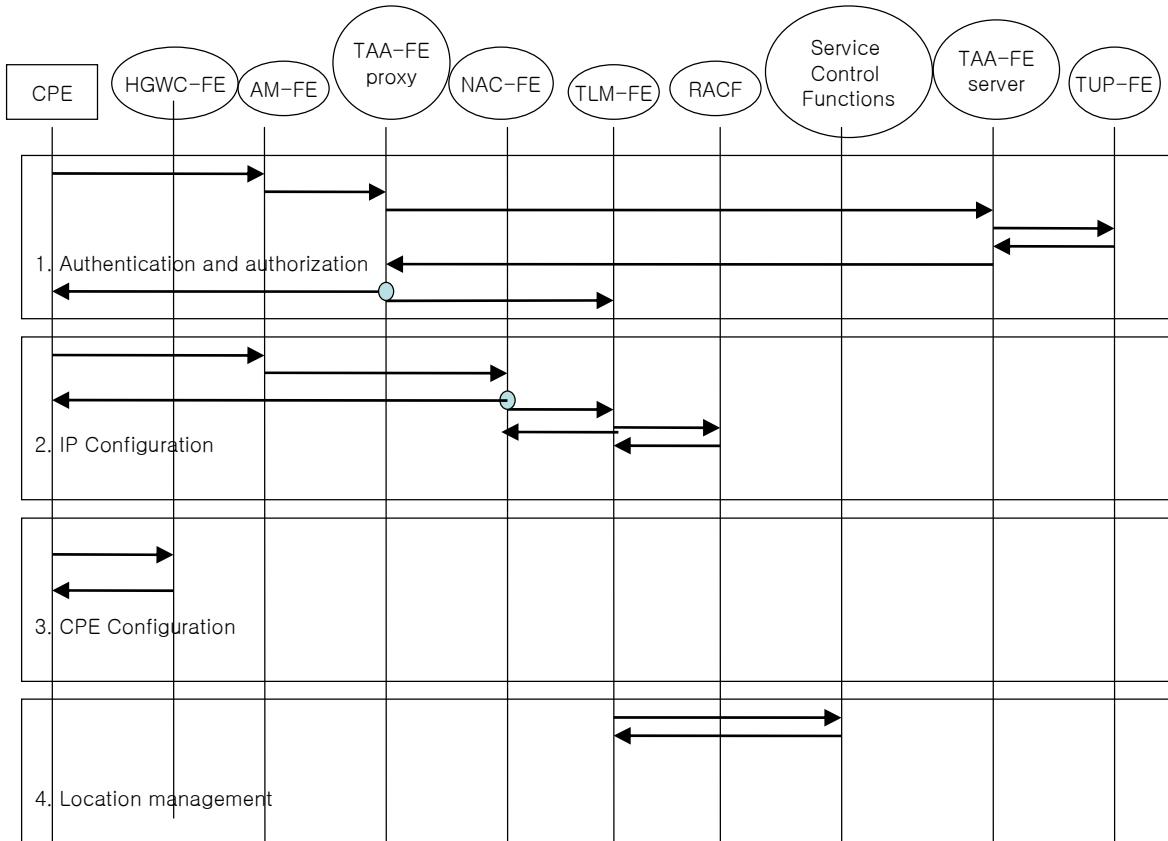 CPE
HGWC-FE
AM-FE
TAA-FE
proxy
NAC-FE
TLM-FE
RACF
Service
Control
Functions
TAA-FE
server
TUP-FE
1. Authentication and authorization
2. IP Configuration
3. CPE Configuration
4. Location management